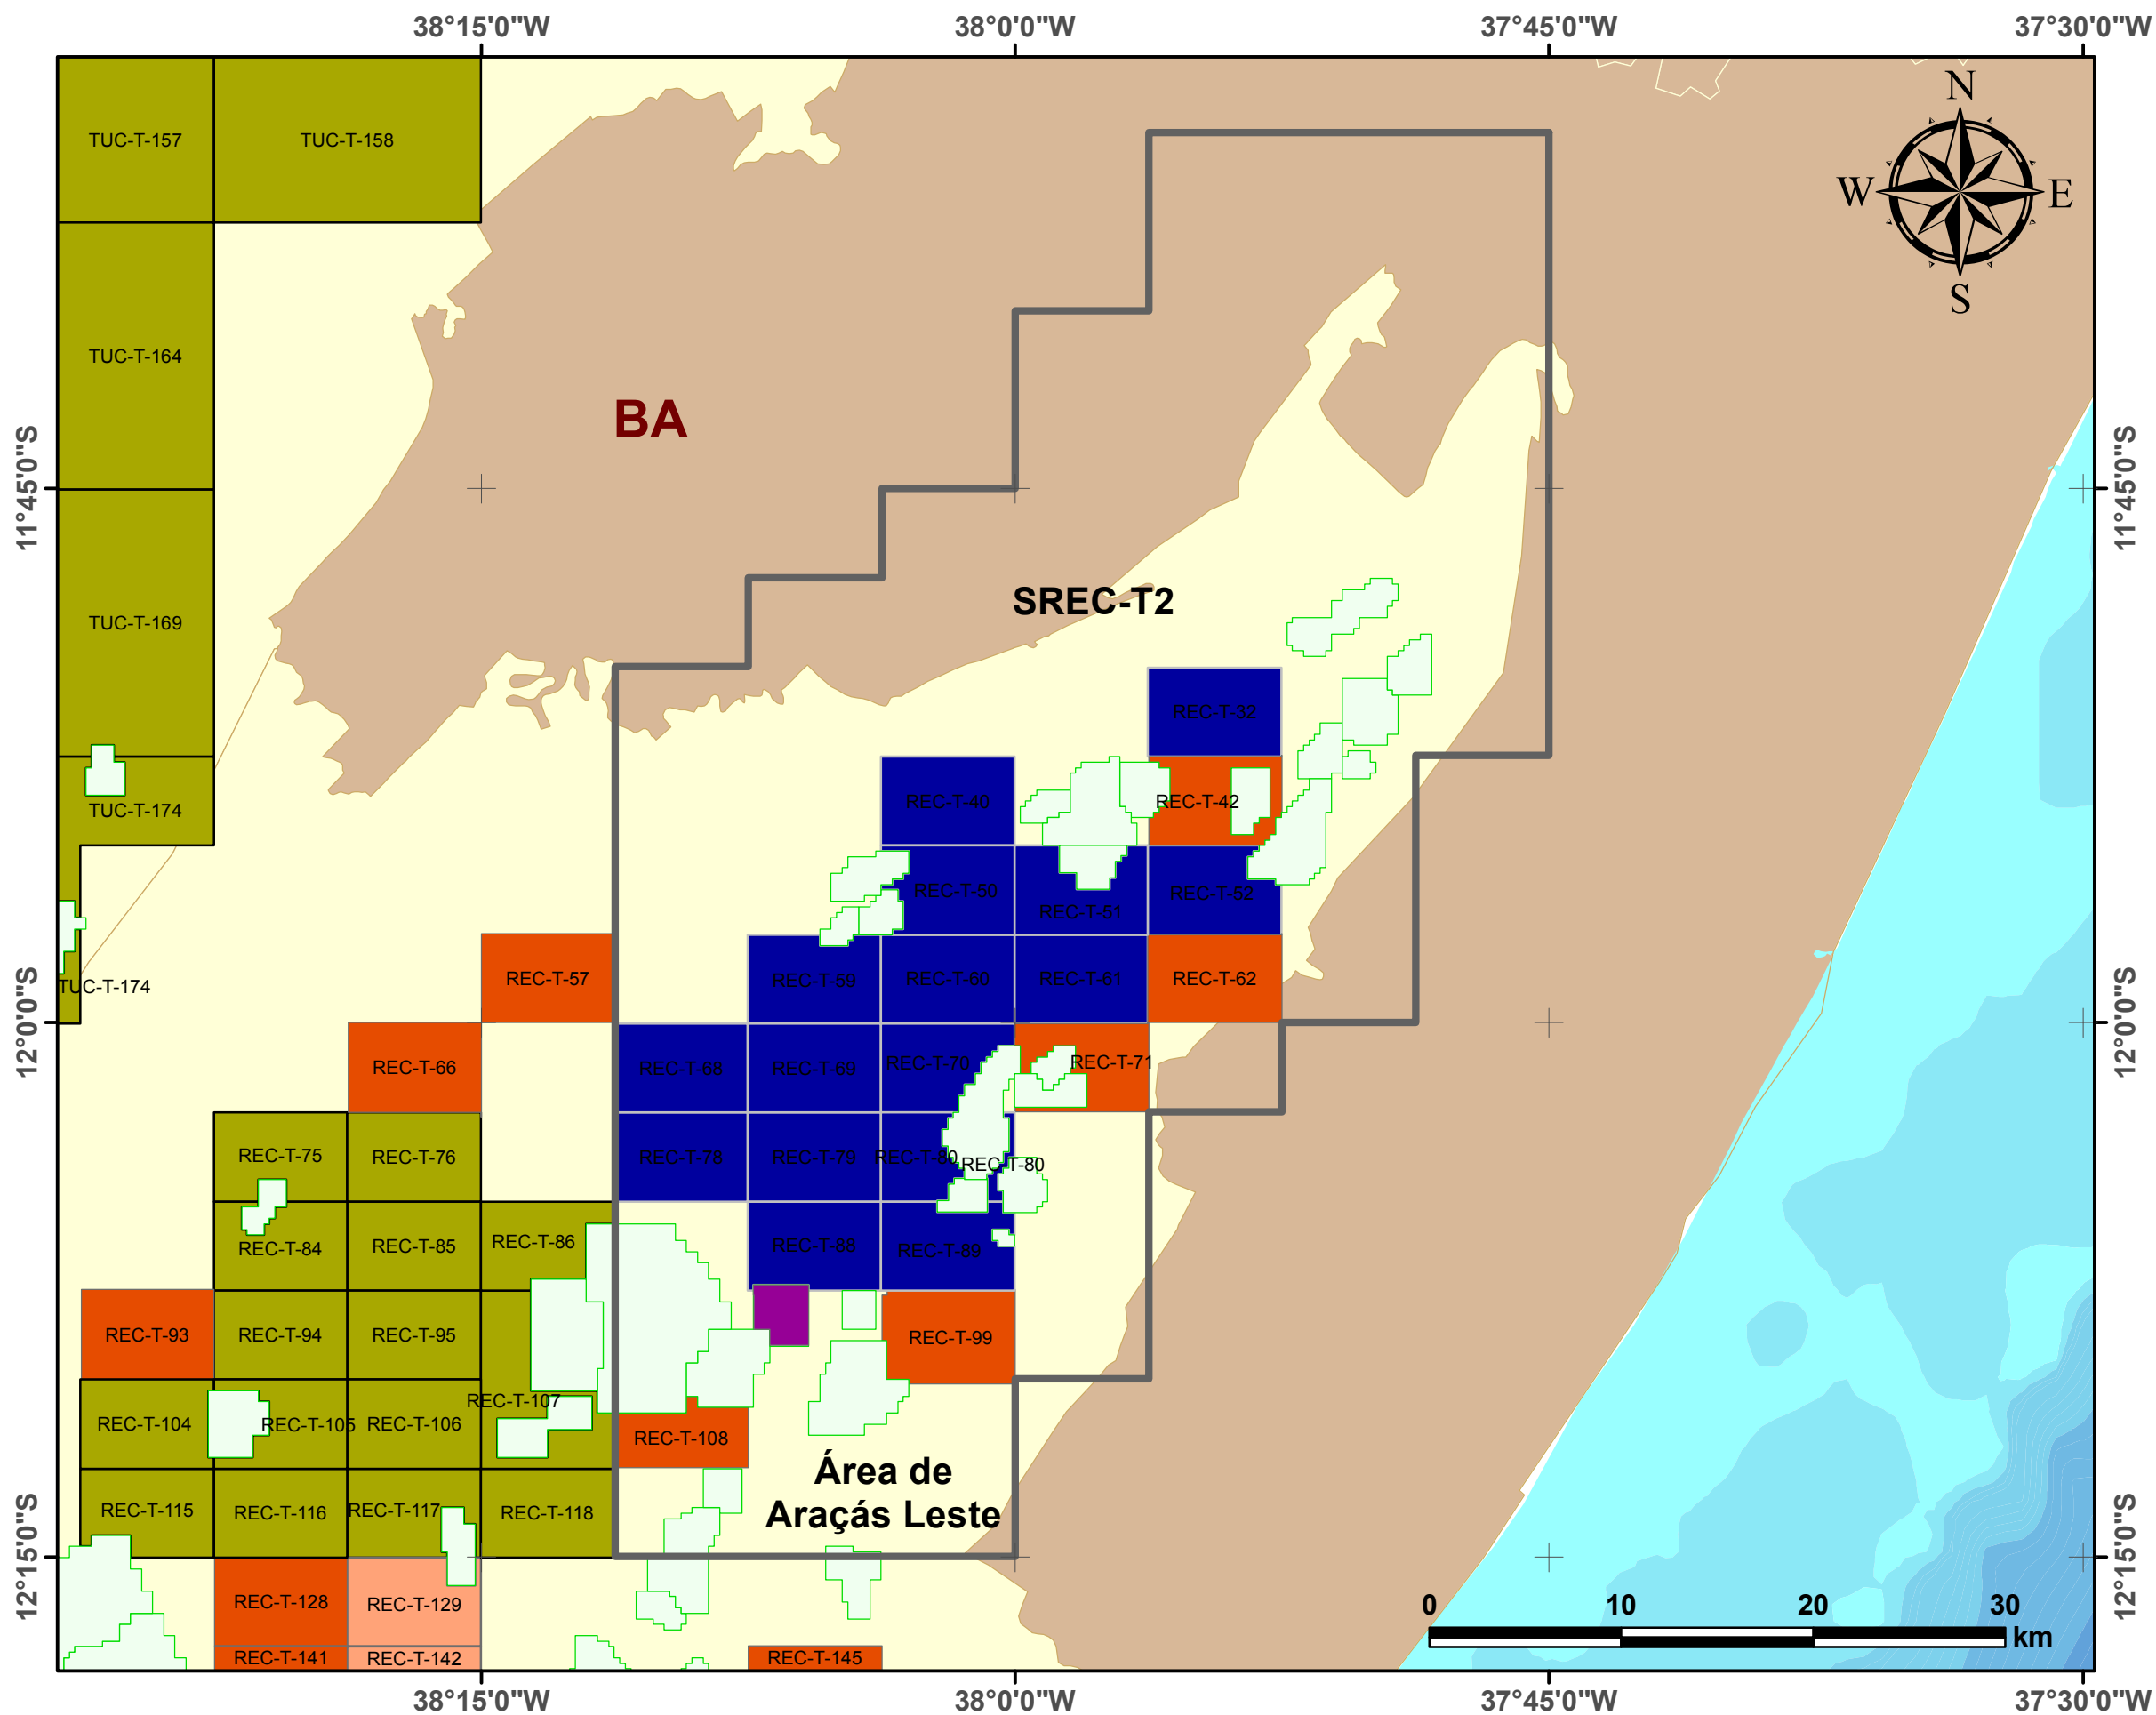 38°15'0"W
38°0'0"W
37°45'0"W
37°30'0"W
N
W
E
S
TUC-T-157
TUC-T-158
TUC-T-164
BA
11°45'0"S
11°45'0"S
SREC-T2
TUC-T-169
REC-T-32
TUC-T-174
REC-T-40
REC-T-42
REC-T-50
REC-T-51
REC-T-52
TUC-T-174
REC-T-57
REC-T-59
REC-T-60
REC-T-61
REC-T-62
12°0'0"S
12°0'0"S
REC-T-66
REC-T-68
REC-T-69
REC-T-70
REC-T-71
REC-T-75
REC-T-76
REC-T-78
REC-T-79
REC-T-80
REC-T-80
REC-T-84
REC-T-85
REC-T-86
REC-T-88
REC-T-89
REC-T-93
REC-T-94
REC-T-95
REC-T-99
REC-T-104
REC-T-105
REC-T-106
REC-T-107
REC-T-108
Área de
Araçás Leste
REC-T-115
REC-T-116
REC-T-117
REC-T-118
12°15'0"S
12°15'0"S
REC-T-128
REC-T-129
REC-T-141
REC-T-142
REC-T-145
0
10
20
30
km
38°15'0"W
38°0'0"W
37°45'0"W
37°30'0"W